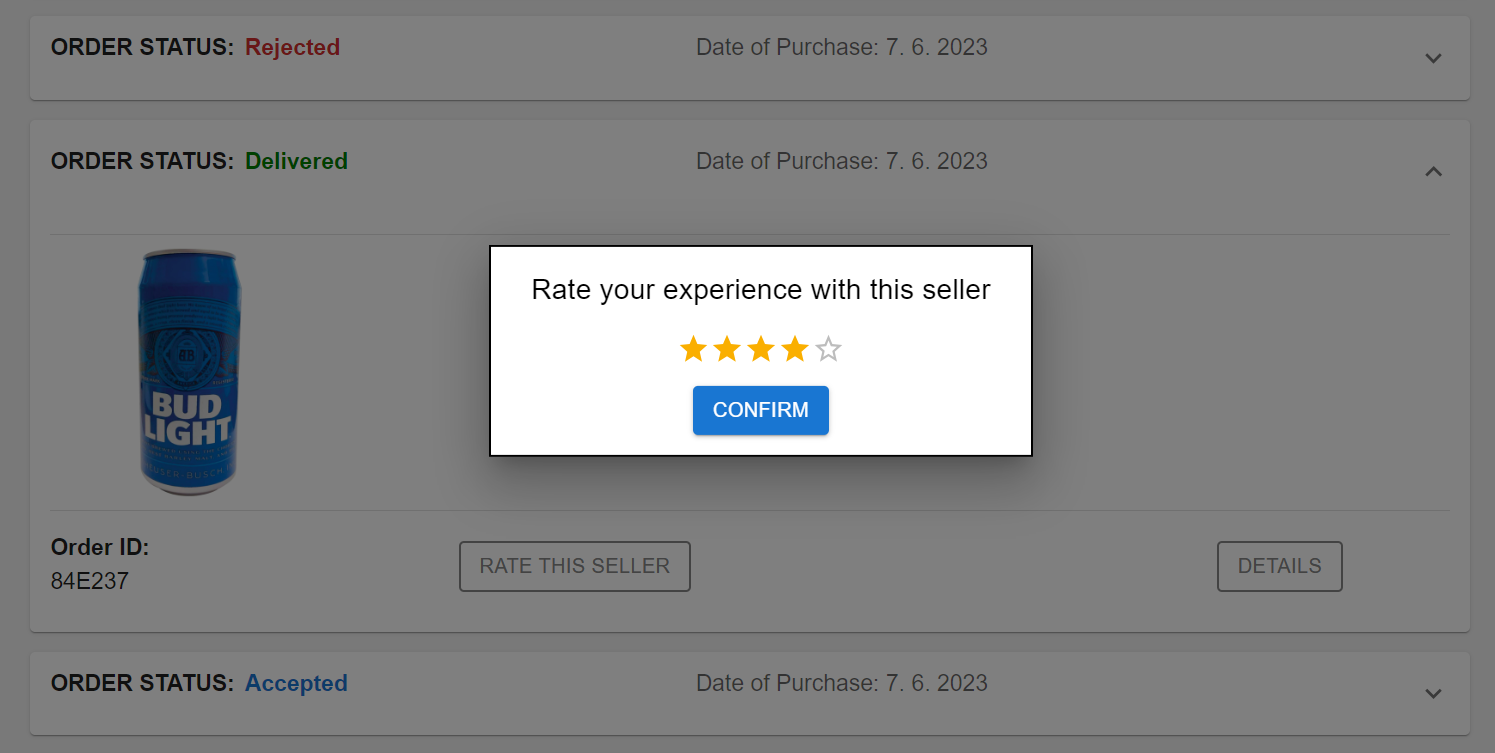 ORDER STATUS: Rejected Date of Purchase: 7. 6. 2023
ORDER STATUS: Delivered Date of Purchase: 7. 6. 2023
Rate your experience with this seller
CONFIRM
BUD
LIGHT
Order ID:
84E237
RATE THIS SELLER
DETAILS
ORDER STATUS: Accepted Date of Purchase: 7. 6. 2023